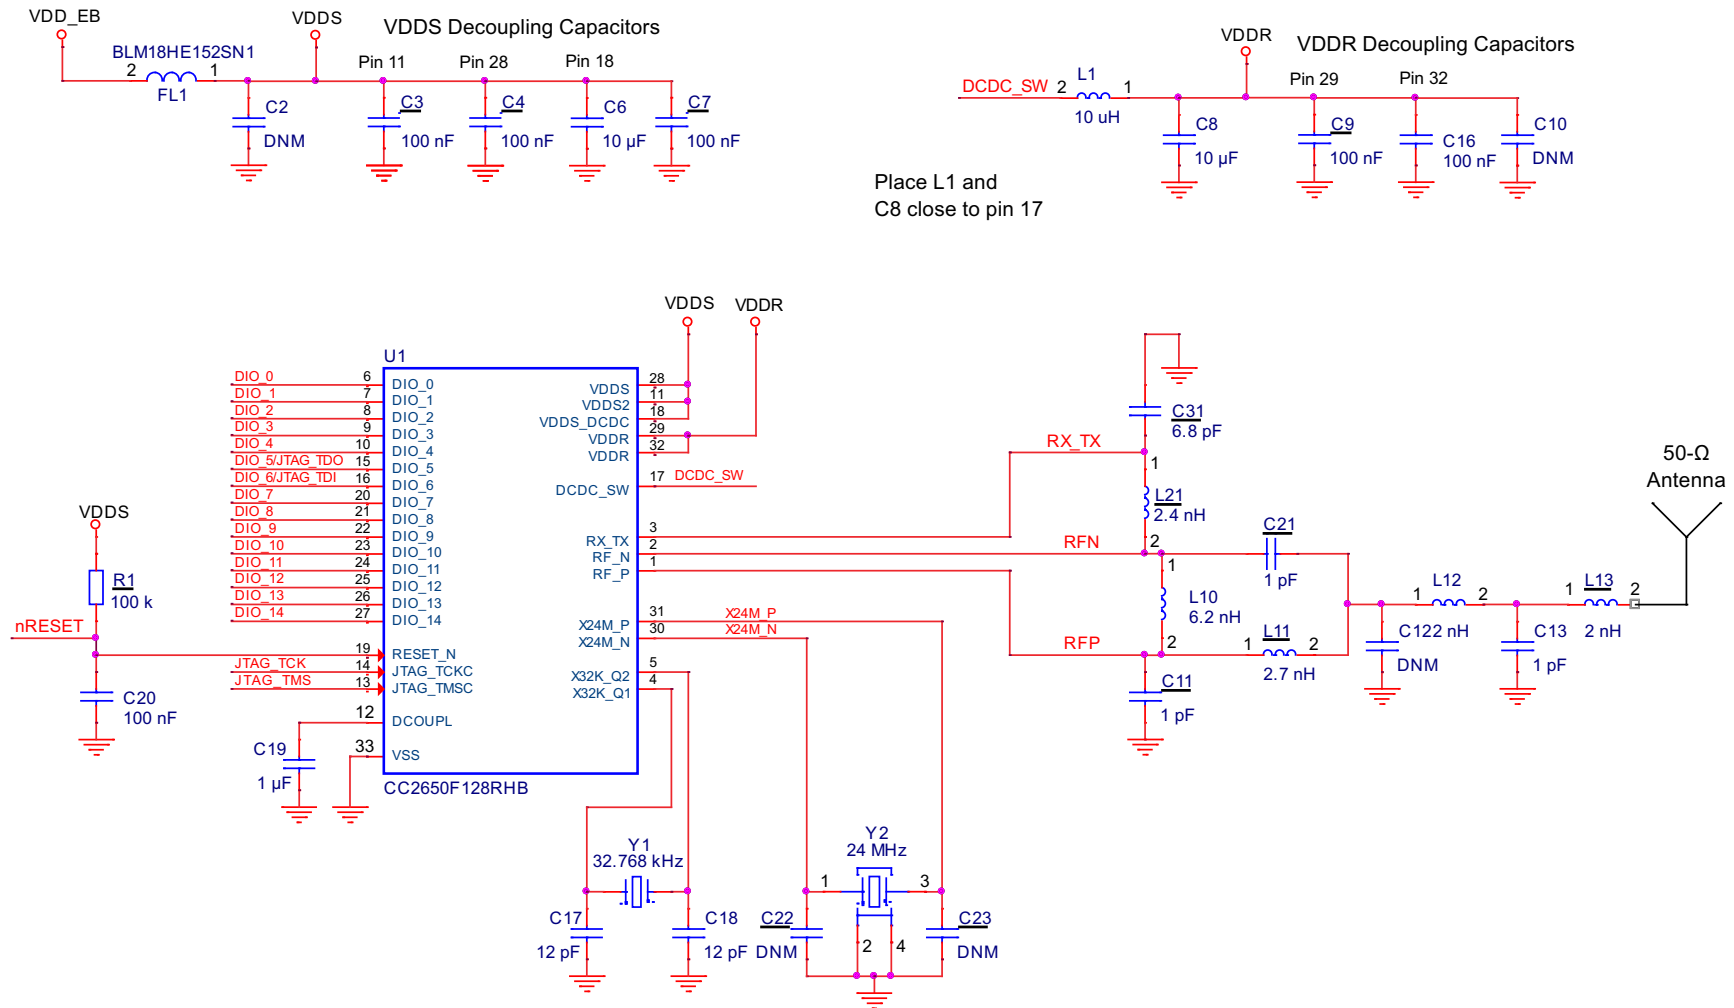 VDD_EB
VDDS
VDDS Decoupling Capacitors
BLM18HE152SN1
2
1
FL1
Pin 11
Pin 28
Pin 18
C2
DNM
C3
100 nF
C4
100 nF
C6
10 µF
C7
100 nF
VDDR
VDDR Decoupling Capacitors
DCDC_SW
2
L1
1
10 uH
Pin 29
Pin 32
C8
10 µF
C9
100 nF
C16
100 nF
C10
DNM
Place L1 and
C8 close to pin 17
VDDS
VDDR
U1
DIO_0
6
DIO_0
DIO_1
7
DIO_1
DIO_2
8
DIO_2
DIO_3
9
DIO_3
DIO_4
10
DIO_4
DIO_5/JTAG_TDO
15
DIO_5
DIO_6/JTAG_TDI
16
DIO_6
DIO_7
20
DIO_7
DIO_8
21
DIO_8
DIO_9
22
DIO_9
DIO_10
23
DIO_10
DIO_11
24
DIO_11
DIO_12
25
DIO_12
DIO_13
26
DIO_13
DIO_14
27
DIO_14
19
RESET_N
JTAG_TCK
14
JTAG_TCKC
JTAG_TMS
13
JTAG_TMSC
12
DCOUPL
33
VSS
CC2650F128RHB
VDDS
28
VDDS2
11
VDDS_DCDC
18
VDDR
29
VDDR
32
DCDC_SW
17
DCDC_SW
RX_TX
3
RF_N
2
RF_P
1
X24M_P
31
X24M_P
X24M_N
30
X24M_N
X32K_Q2
5
X32K_Q1
4
VDDS
R1
100 k
nRESET
C20
100 nF
C19
1 µF
Y1
32.768 kHz
C17
12 pF
C18
12 pF
Y2
24 MHz
1
3
2
4
C22
DNM
C23
DNM
C31
6.8 pF
RX_TX
1
L21
2.4 nH
2
RFN
C21
1 pF
1
L10
6.2 nH
2
RFP
1
L11
2
2.7 nH
C11
1 pF
1
L12
2
C122 nH
DNM
C13
1 pF
1
L13
2
2 nH
50-Ω
Antenna